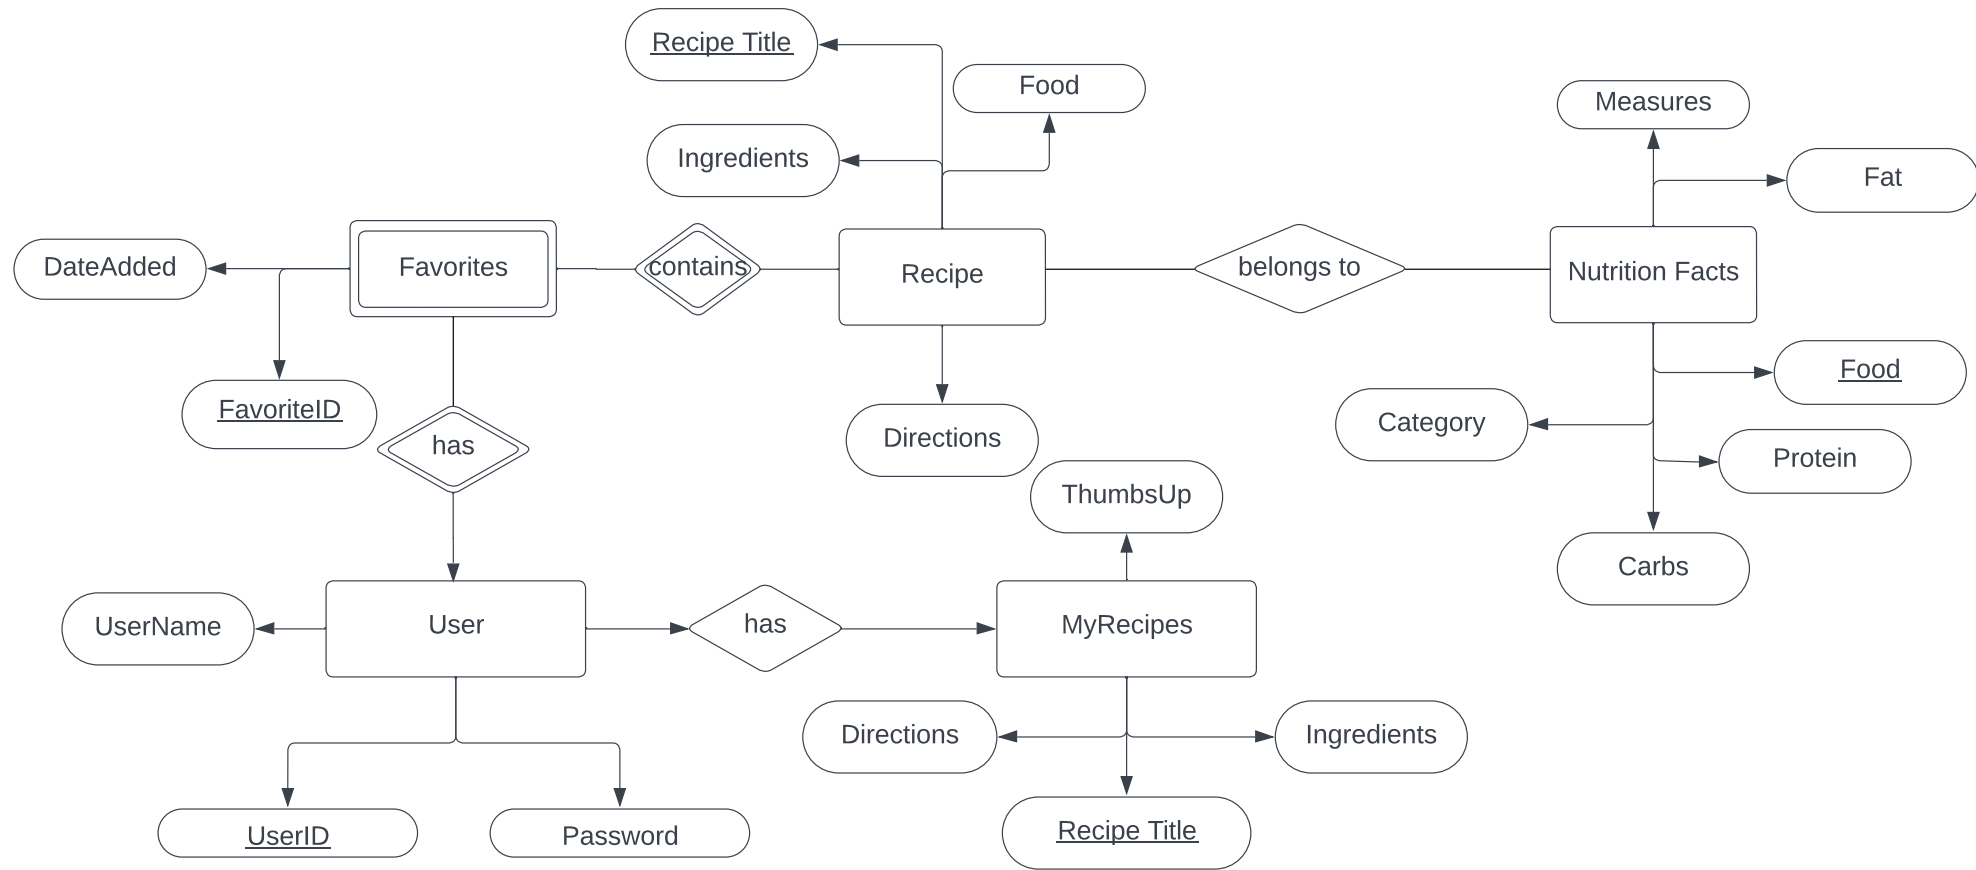 Recipe Title
Food
Measures
Ingredients
Fat
DateAdded
Favorites
contains
Recipe
belongs to
Nutrition Facts
FavoriteID
has
Directions
Food
Category
Protein
ThumbsUp
Carbs
UserName
User
has
MyRecipes
Directions
Ingredients
UserID
Password
Recipe Title